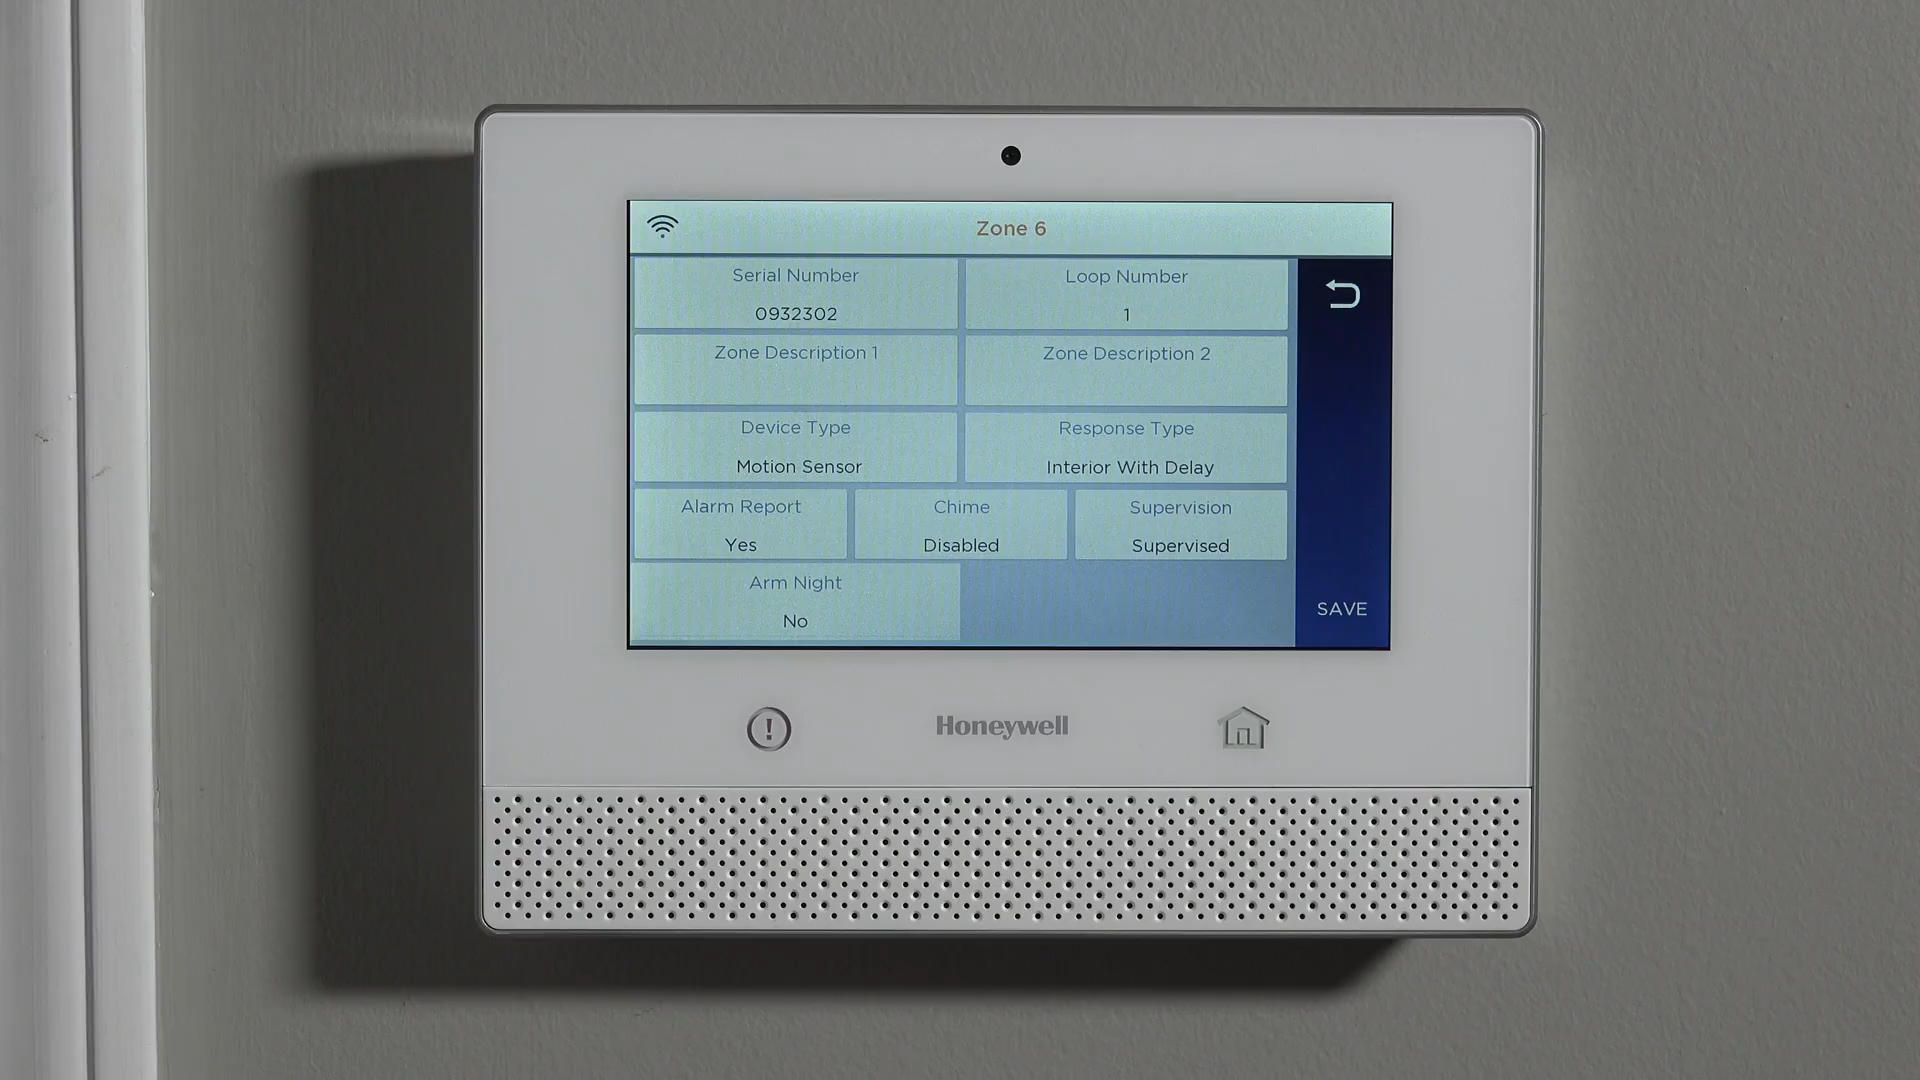 Zone 6
Serial Number
0932302
Loop Number
1
Zone Description 1
Zone Description 2
Device Type
Motion Sensor
Response Type
Interior With Delay
Alarm Report
Yes
Chime
Disabled
Supervision
Supervised
Arm Night
No
SAVE
Honeywell